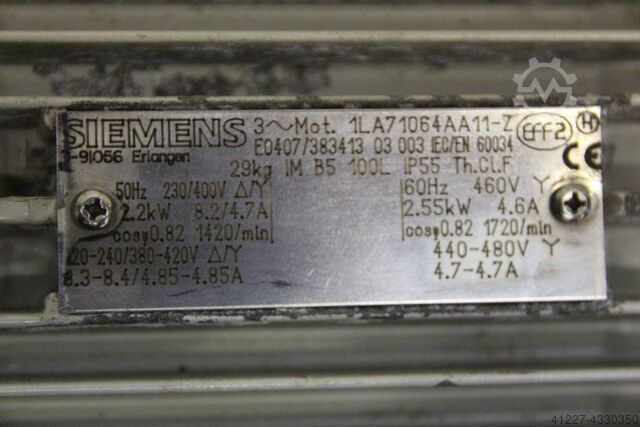 SIEMENS 3~Mot. 1LA71064AA11-Z EFF2
-91056 Erlangen E0407/383413 03 003 IEC/EN 60034 CE
29kg IM B5 100L IP55 Th.Cl.F
50Hz 230/400V Δ/Y 60Hz 460V Y
2.2kW 8.2/4.7A 2.55kW 4.6A
cosφ0.82 1420/min cosφ0.82 1720/min
20-240/380-420V Δ/Y 440-480V Y
8.3-8.4/4.85-4.85A 4.7-4.7A
41227-4330350